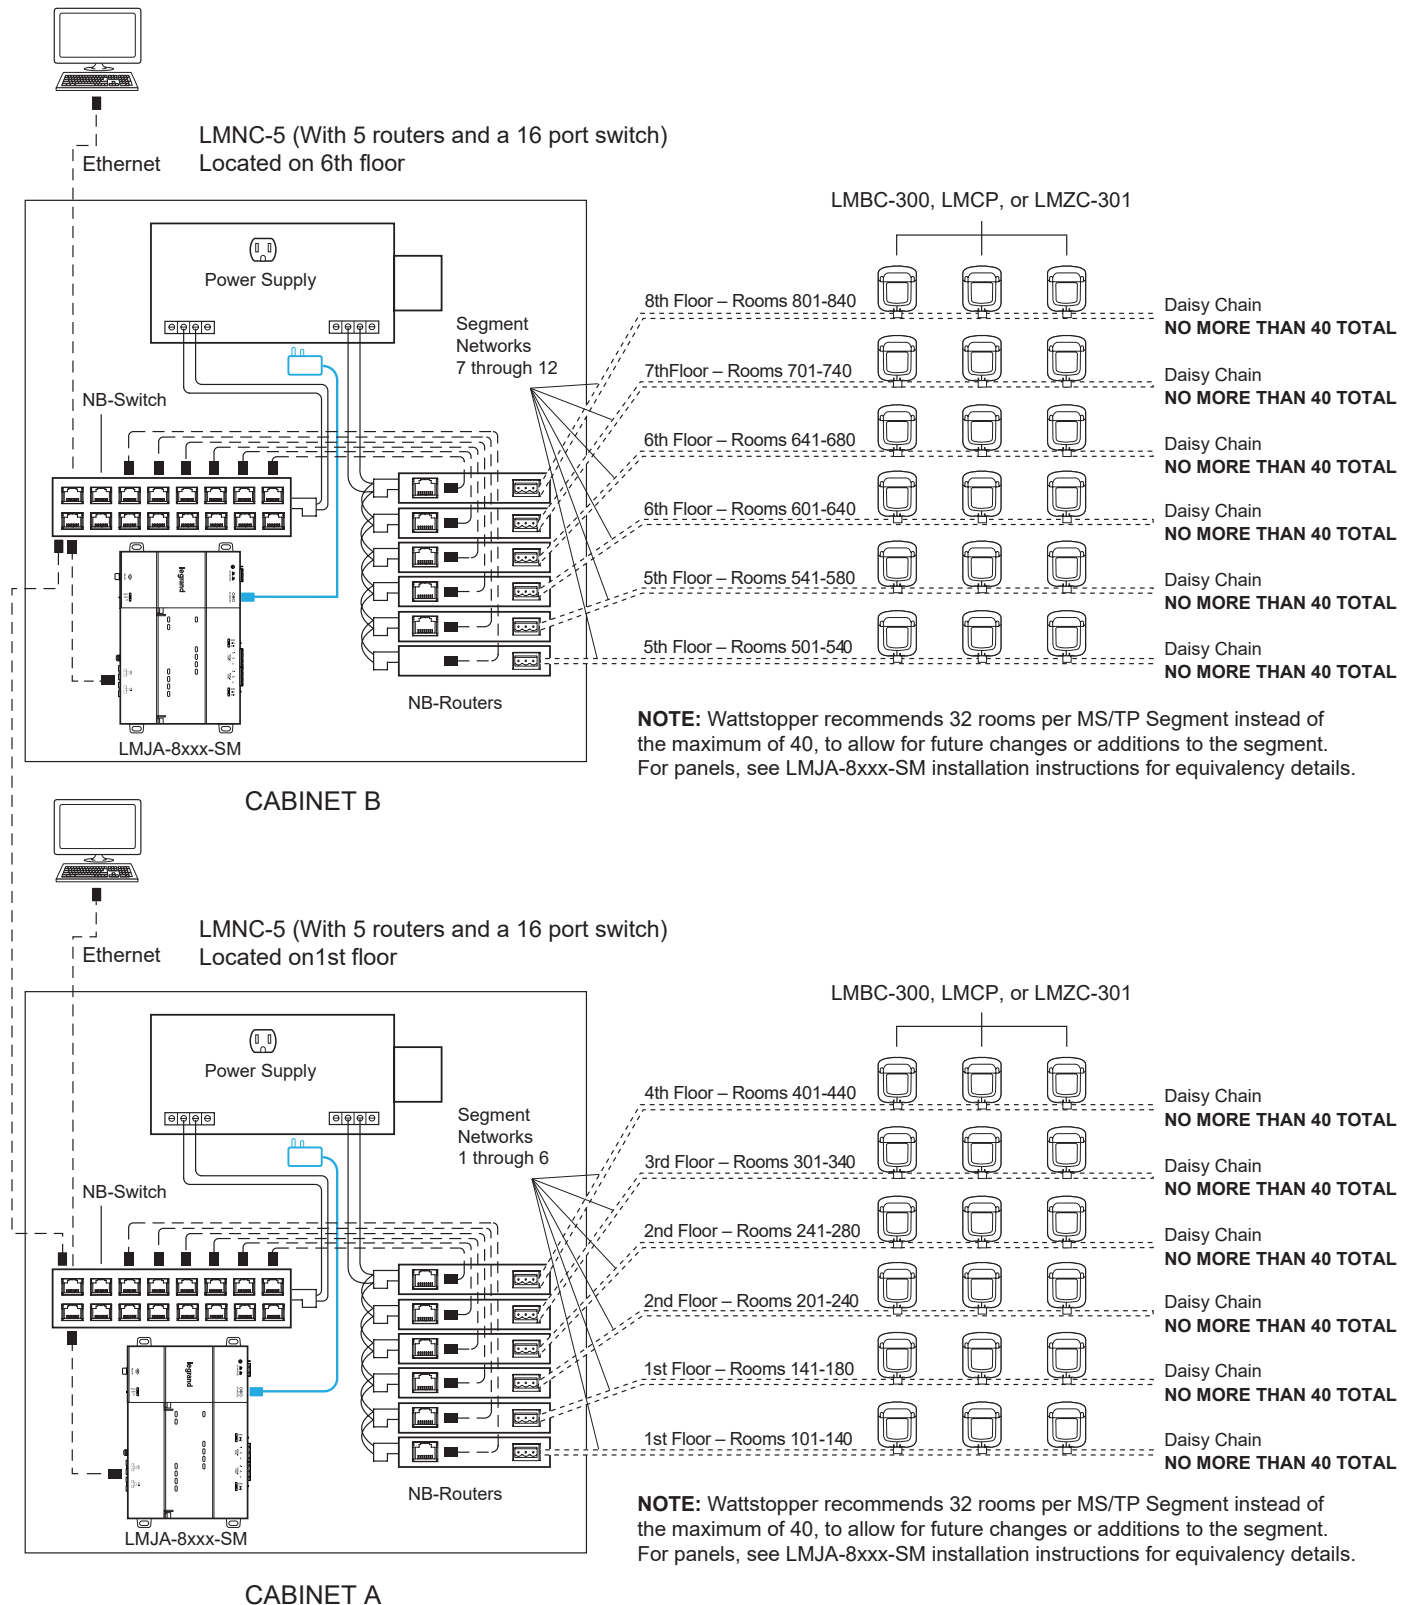 LMNC-5 (With 5 routers and a 16 port switch)
Located on 6th floor
Ethernet
LMBC-300, LMCP, or LMZC-301
Power Supply
Segment
Networks
7 through 12
NB-Switch
8th Floor – Rooms 801-840
Daisy Chain
NO MORE THAN 40 TOTAL
7thFloor – Rooms 701-740
Daisy Chain
NO MORE THAN 40 TOTAL
6th Floor – Rooms 641-680
Daisy Chain
NO MORE THAN 40 TOTAL
6th Floor – Rooms 601-640
Daisy Chain
NO MORE THAN 40 TOTAL
5th Floor – Rooms 541-580
Daisy Chain
NO MORE THAN 40 TOTAL
5th Floor – Rooms 501-540
Daisy Chain
NO MORE THAN 40 TOTAL
legrand
NB-Routers
LMJA-8xxx-SM
NOTE: Wattstopper recommends 32 rooms per MS/TP Segment instead of
the maximum of 40, to allow for future changes or additions to the segment.
For panels, see LMJA-8xxx-SM installation instructions for equivalency details.
CABINET B
LMNC-5 (With 5 routers and a 16 port switch)
Located on1st floor
Ethernet
LMBC-300, LMCP, or LMZC-301
Power Supply
Segment
Networks
1 through 6
NB-Switch
4th Floor – Rooms 401-440
Daisy Chain
NO MORE THAN 40 TOTAL
3rd Floor – Rooms 301-340
Daisy Chain
NO MORE THAN 40 TOTAL
2nd Floor – Rooms 241-280
Daisy Chain
NO MORE THAN 40 TOTAL
2nd Floor – Rooms 201-240
Daisy Chain
NO MORE THAN 40 TOTAL
1st Floor – Rooms 141-180
Daisy Chain
NO MORE THAN 40 TOTAL
1st Floor – Rooms 101-140
Daisy Chain
NO MORE THAN 40 TOTAL
legrand
NB-Routers
LMJA-8xxx-SM
NOTE: Wattstopper recommends 32 rooms per MS/TP Segment instead of
the maximum of 40, to allow for future changes or additions to the segment.
For panels, see LMJA-8xxx-SM installation instructions for equivalency details.
CABINET A